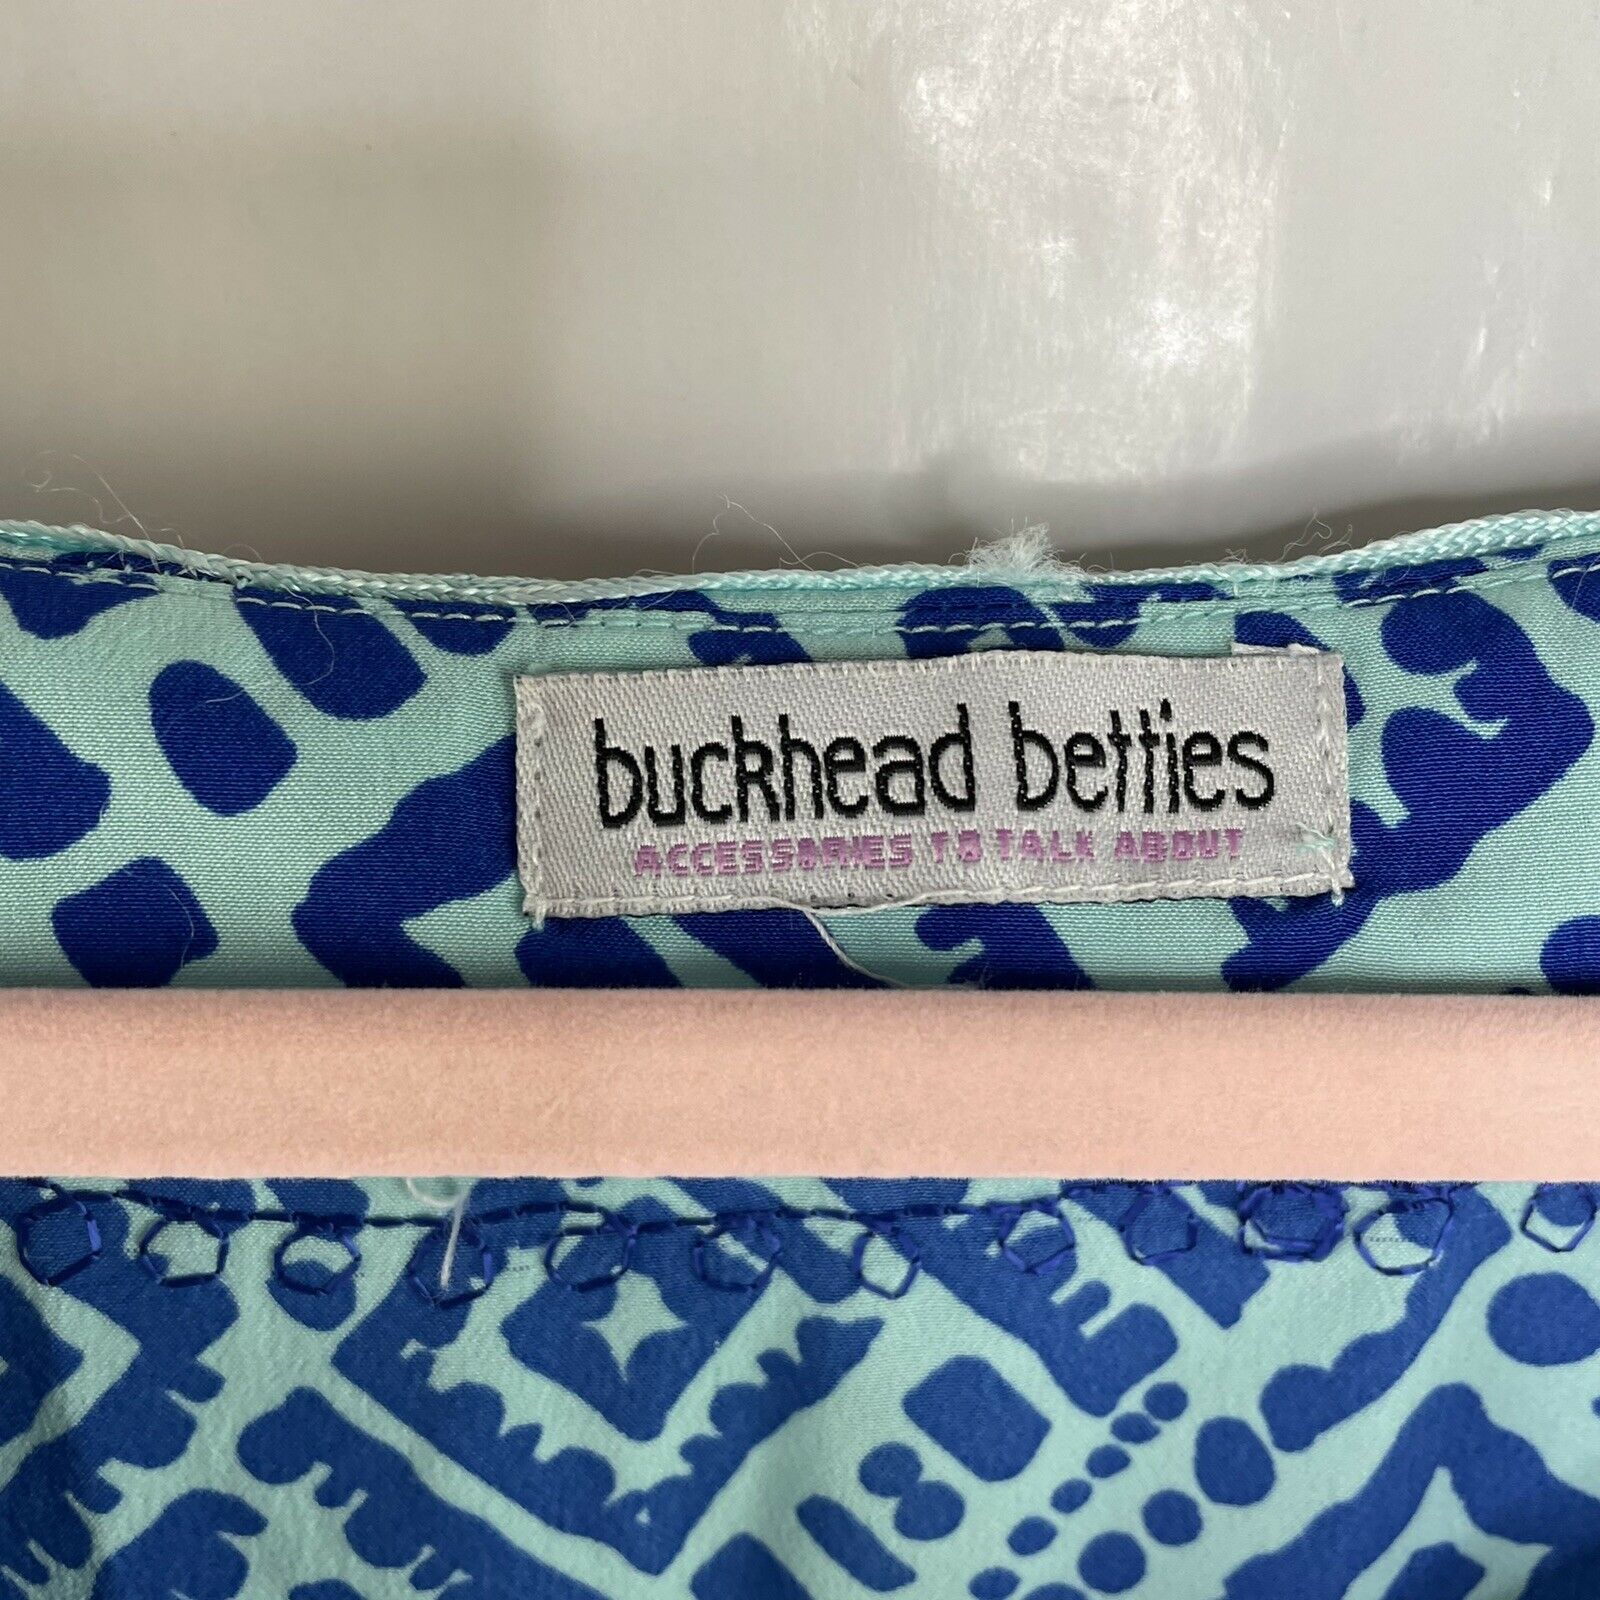 buckhead betties
ACCESSORIES TO TALK ABOUT